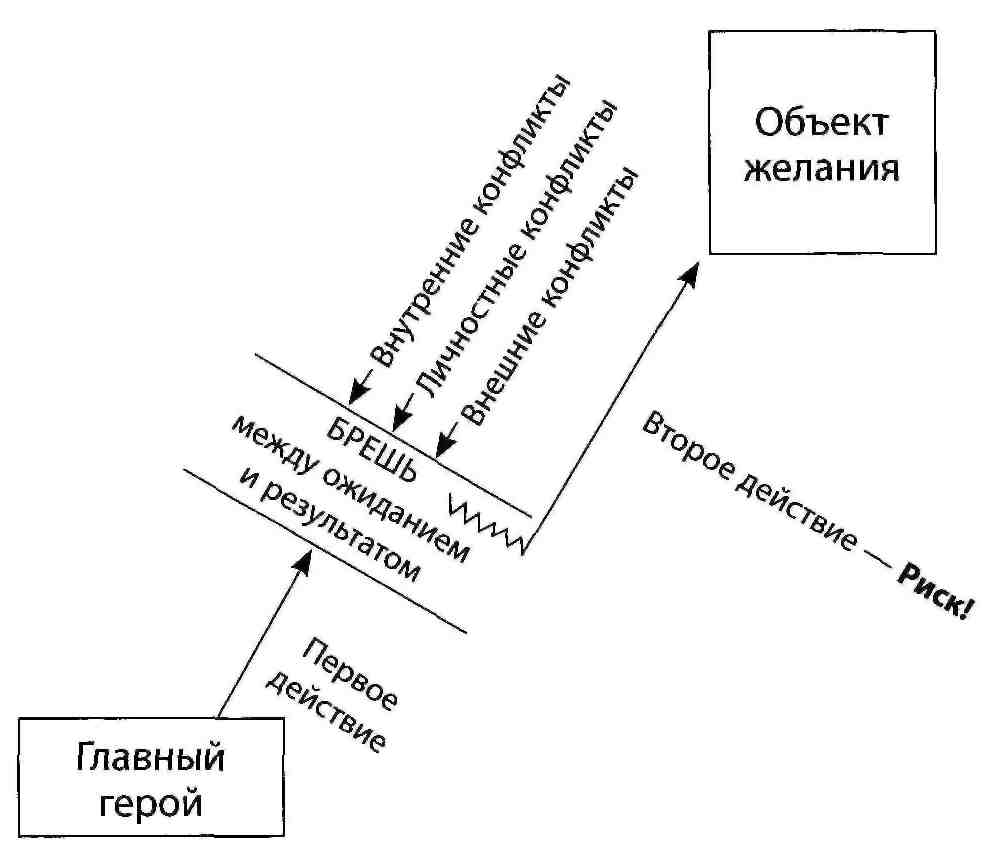 Объект
желания
Внутренние конфликты
Личностные конфликты
Внешние конфликты
БРЕШЬ
между ожиданием
и результатом
Второе действие — Риск!
Первое
действие
Главный
герой